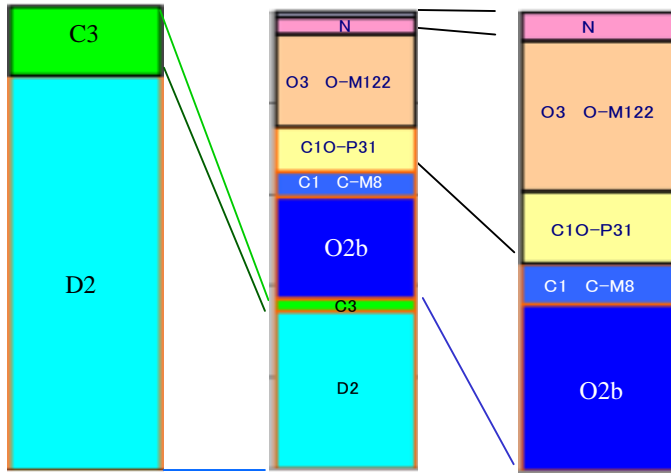 C3
D2
N
O3 O-M122
C1O-P31
C1 C-M8
O2b
C3
D2
N
O3 O-M122
C1O-P31
C1 C-M8
O2b